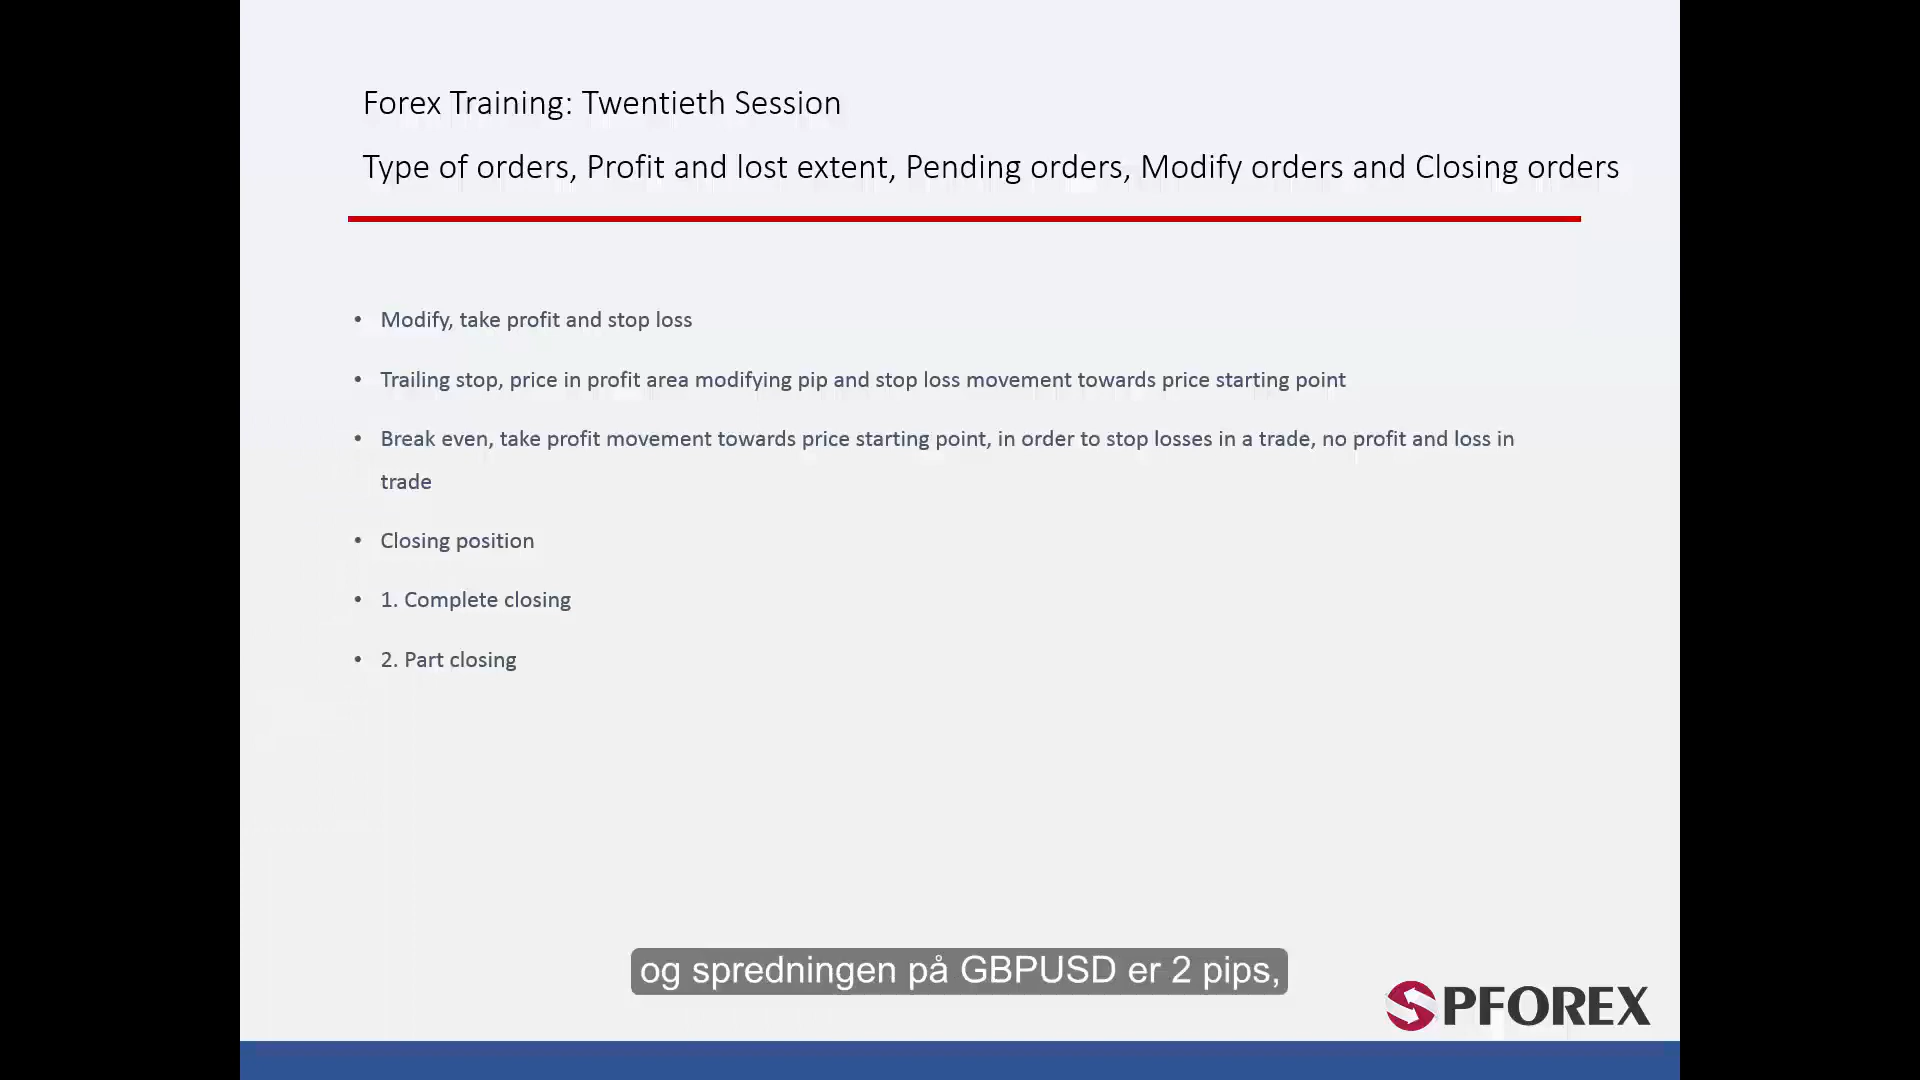 Forex Training: Twentieth Session
Type of orders, Profit and lost extent, Pending orders, Modify orders and Closing orders
• Modify, take profit and stop loss
• Trailing stop, price in profit area modifying pip and stop loss movement towards price starting point
• Break even, take profit movement towards price starting point, in order to stop losses in a trade, no profit and loss in
trade
• Closing position
• 1. Complete closing
• 2. Part closing
og spredningen på GBPUSD er 2 pips,
SPFOREX